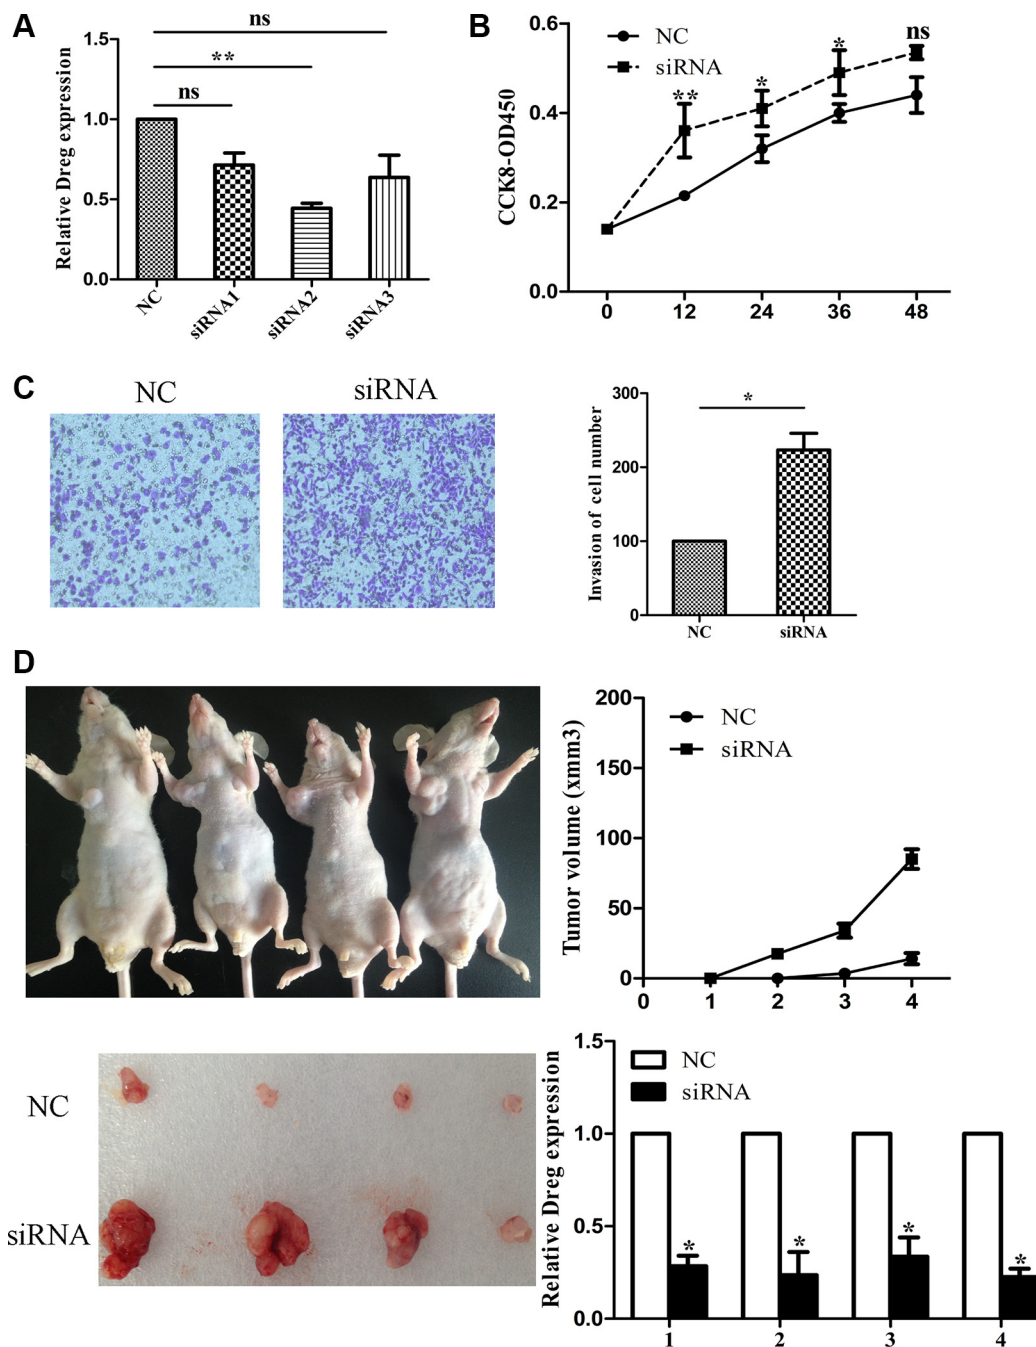 A
Relative Dreg expression
1.5
1.0
0.5
0.0
ns
**
ns
NC
siRNA1
siRNA2
siRNA3
B
CCK8-OD450
0.6
0.4
0.2
0.0
NC
siRNA
**
*
*
ns
0 12 24 36 48
C
NC siRNA
Invasion of cell number
300
200
100
0
*
NC siRNA
D
Tumor volume (xmm3)
200
150
100
50
0
NC
siRNA
0 1 2 3 4
NC
siRNA
Relative Dreg expression
1.5
1.0
0.5
0.0
NC
siRNA
* * * *
1 2 3 4